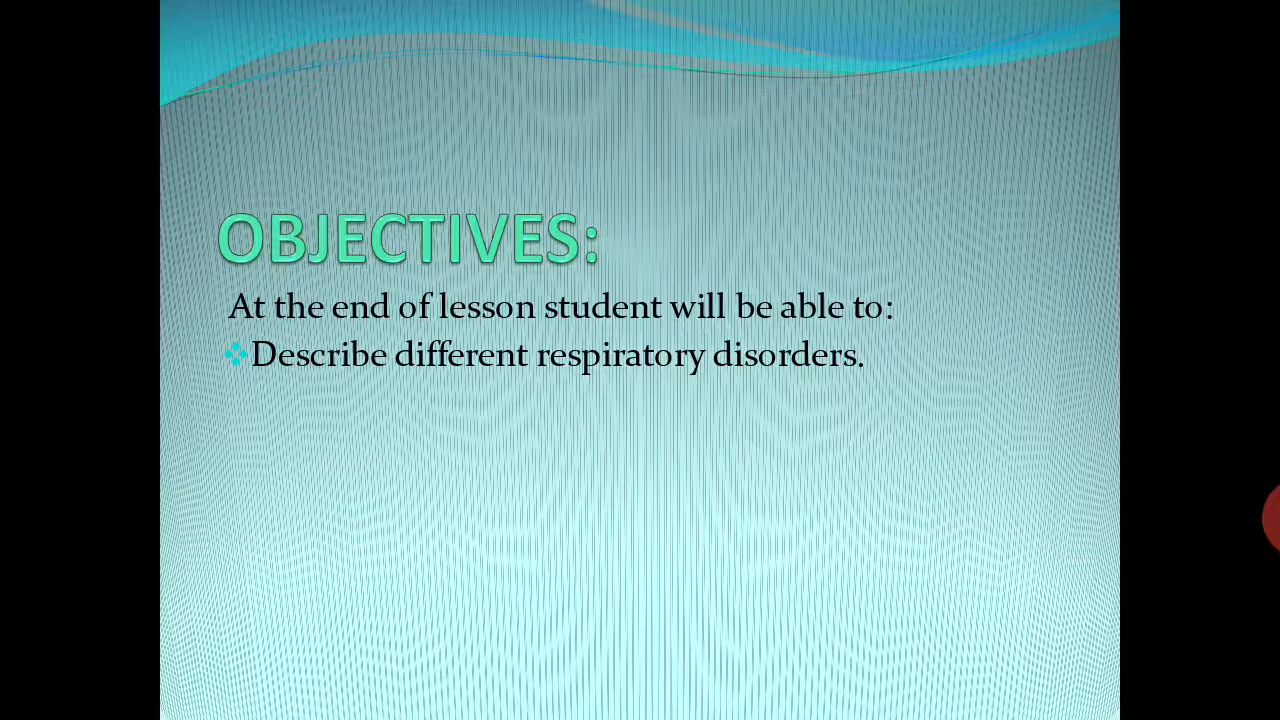 OBJECTIVES:
At the end of lesson student will be able to:
Describe different respiratory disorders.